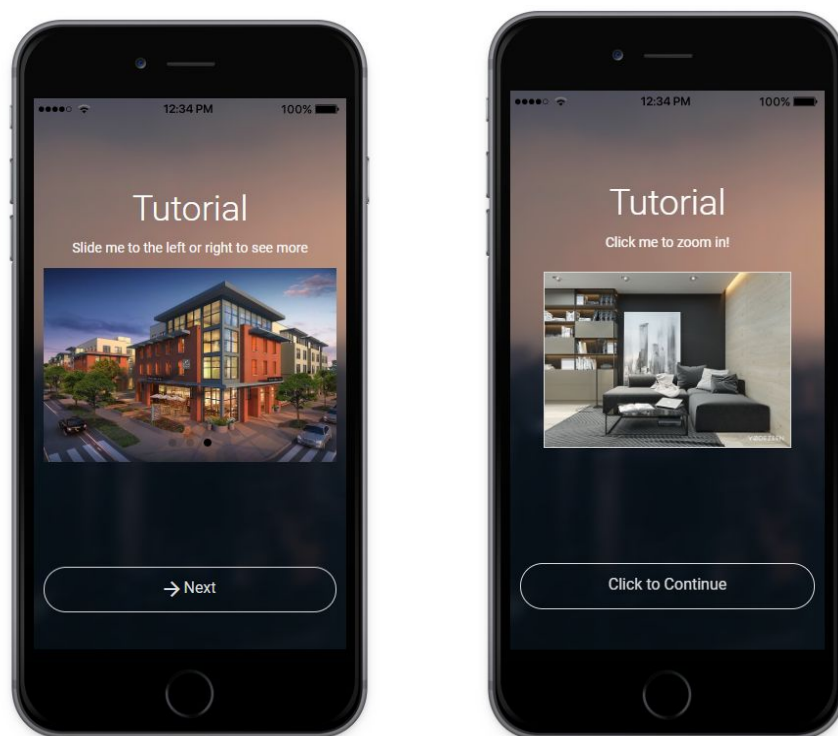 12:34 PM
100%
Tutorial
Slide me to the left or right to see more
→ Next
12:34 PM
100%
Tutorial
Click me to zoom in!
Click to Continue